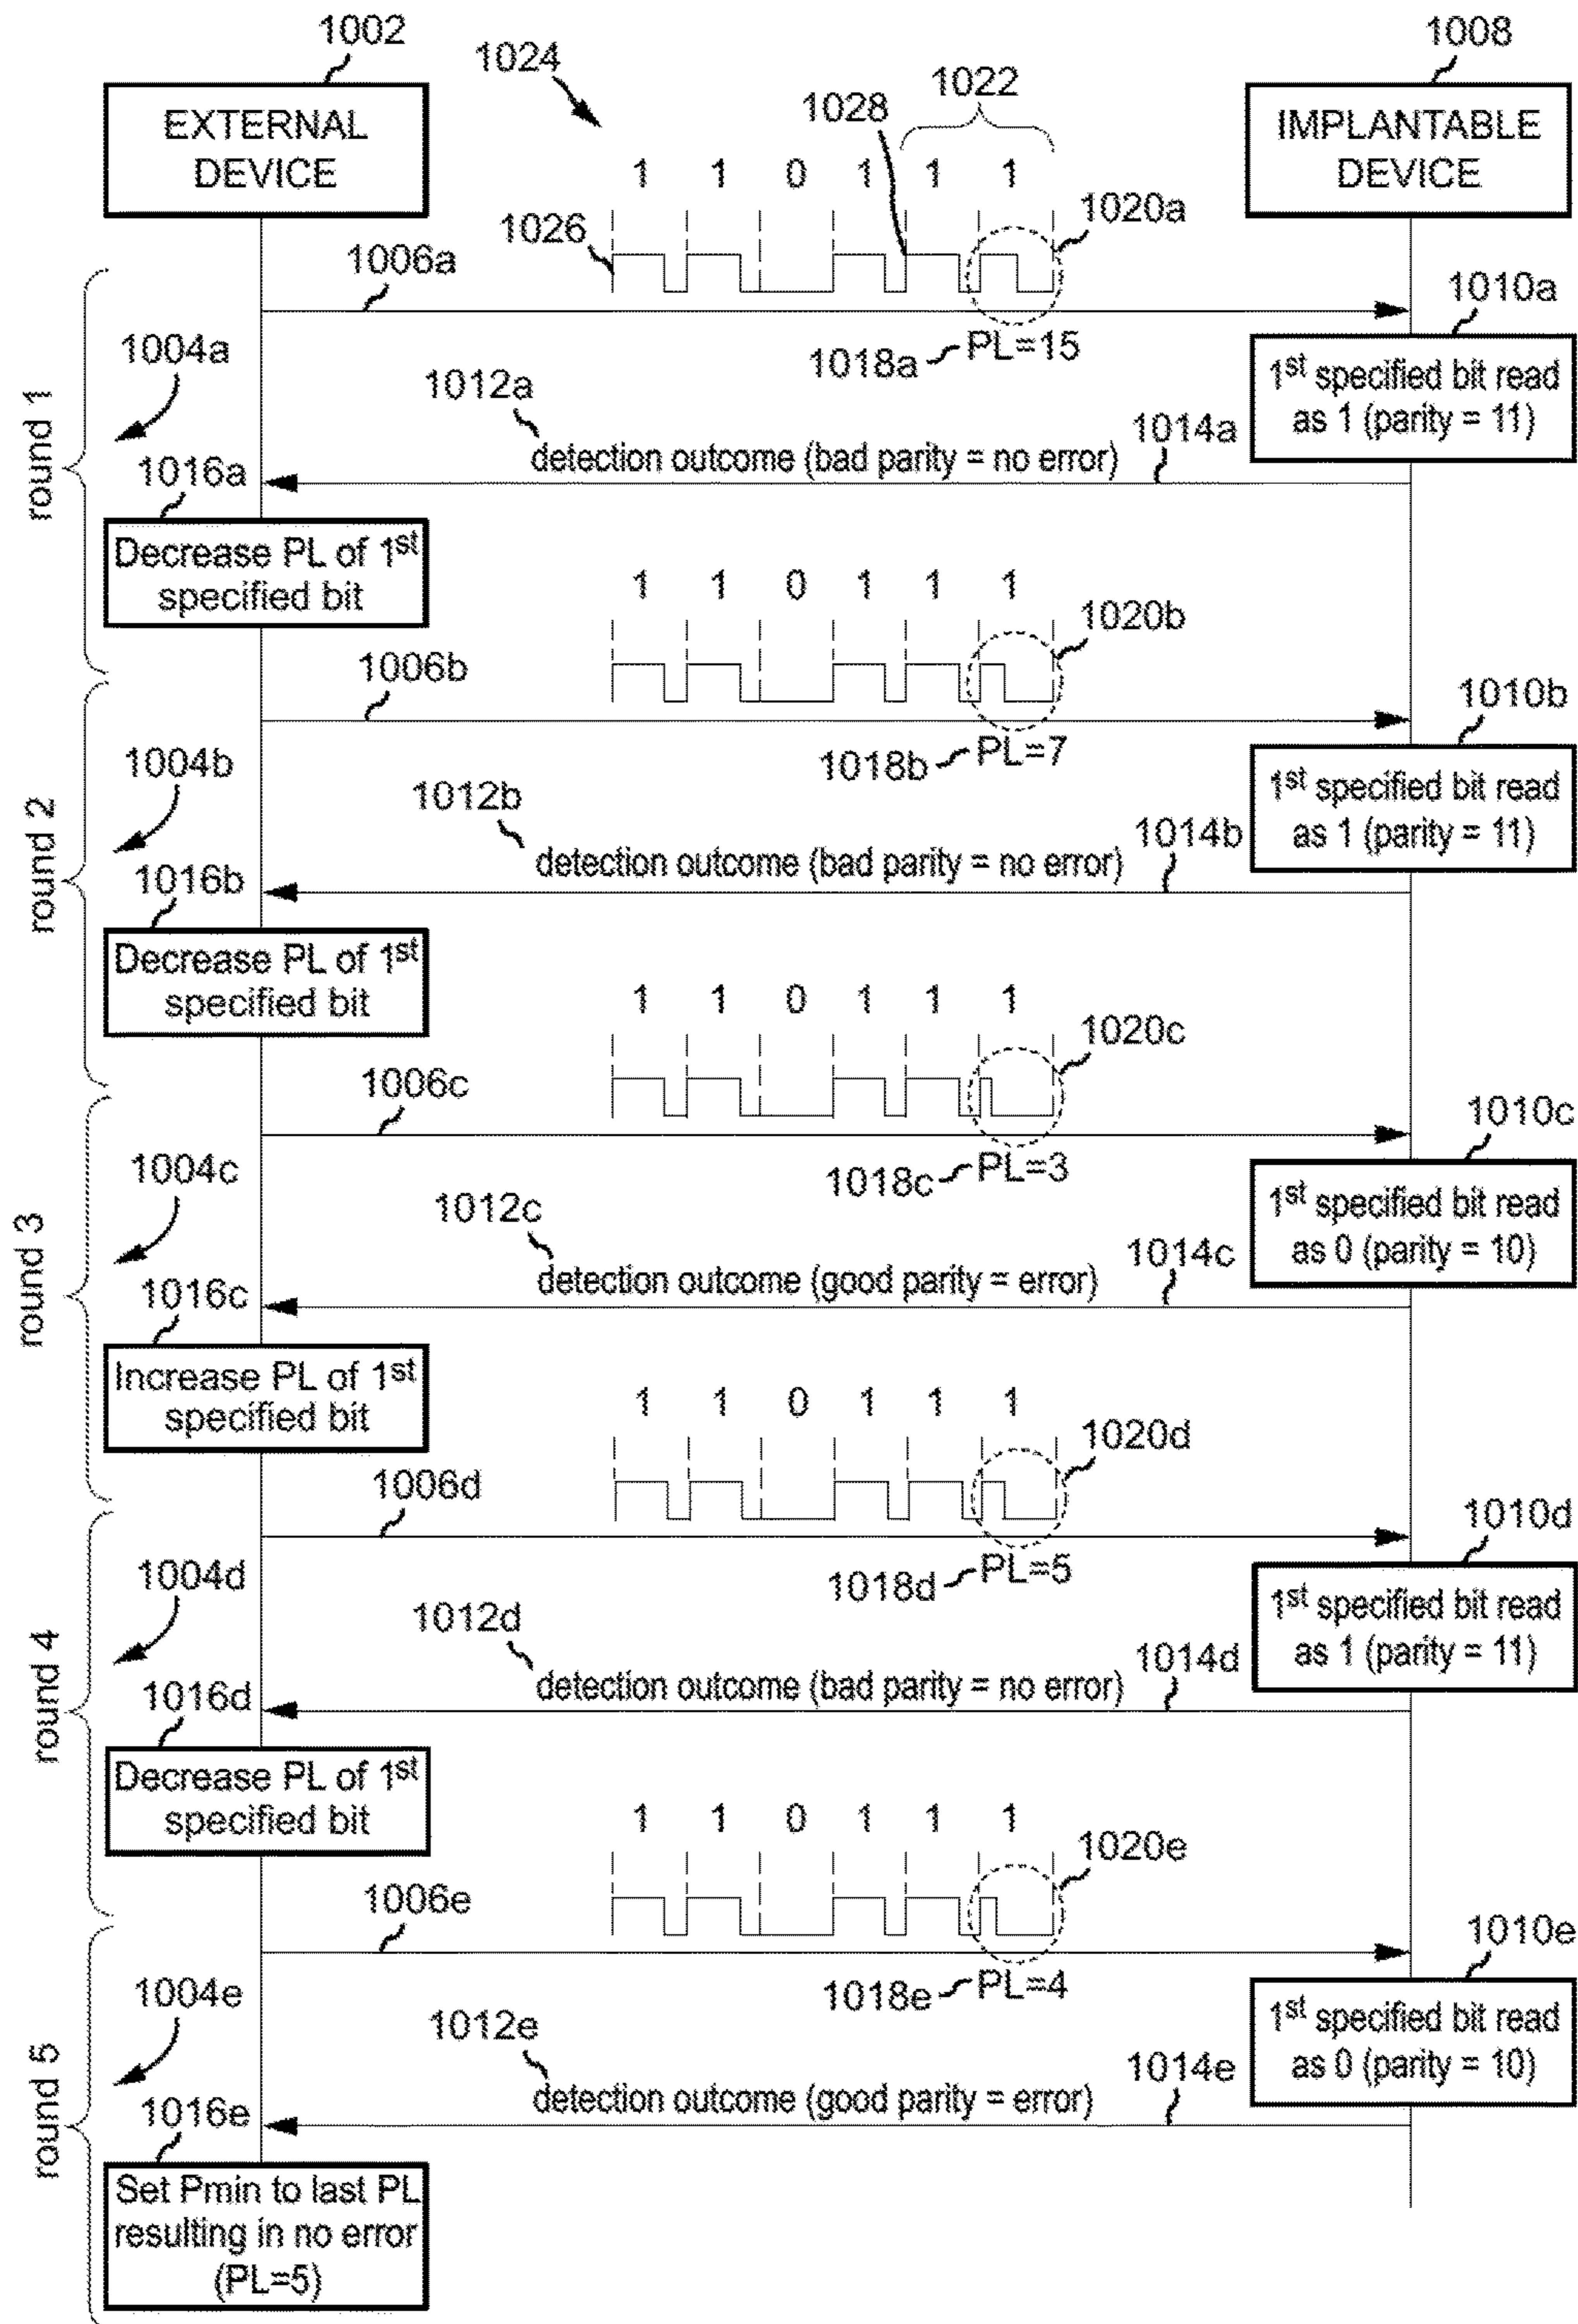 1002
1024
1022
1008
1028
EXTERNAL
DEVICE
IMPLANTABLE
DEVICE
1 1 0 1 1 1
1026
1020a
1006a
1010a
PL=15
1018a
1004a
1012a
1st specified bit read
as 1 (parity = 11)
1014a
detection outcome (bad parity = no error)
round 1
1016a
Decrease PL of 1st
specified bit
1 1 0 1 1 1
1020b
1006b
1010b
PL=7
1018b
1004b
1012b
1st specified bit read
as 1 (parity = 11)
1014b
detection outcome (bad parity = no error)
round 2
1016b
Decrease PL of 1st
specified bit
1 1 0 1 1 1
1020c
1006c
1010c
PL=3
1018c
1004c
1012c
1st specified bit read
as 0 (parity = 10)
1014c
detection outcome (good parity = error)
round 3
1016c
Increase PL of 1st
specified bit
1 1 0 1 1 1
1020d
1006d
1010d
PL=5
1018d
1004d
1012d
1st specified bit read
as 1 (parity = 11)
1014d
detection outcome (bad parity = no error)
round 4
1016d
Decrease PL of 1st
specified bit
1 1 0 1 1 1
1020e
1006e
1010e
PL=4
1018e
1004e
1012e
1st specified bit read
as 0 (parity = 10)
1014e
detection outcome (good parity = error)
round 5
1016e
Set Pmin to last PL
resulting in no error
(PL=5)